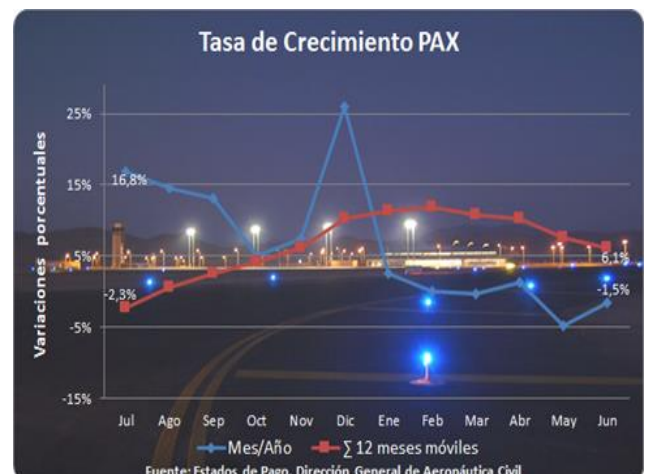 Tasa de Crecimiento PAX
Variaciones porcentuales
25%
15%
5%
-5%
-15%
16,8%
-2,3%
6,1%
-1,5%
Jul Ago Sep Oct Nov Dic Ene Feb Mar Abr May Jun
Mes/Año ∑ 12 meses móviles
Fuente: Estados de Pago, Dirección General de Aeronáutica Civil